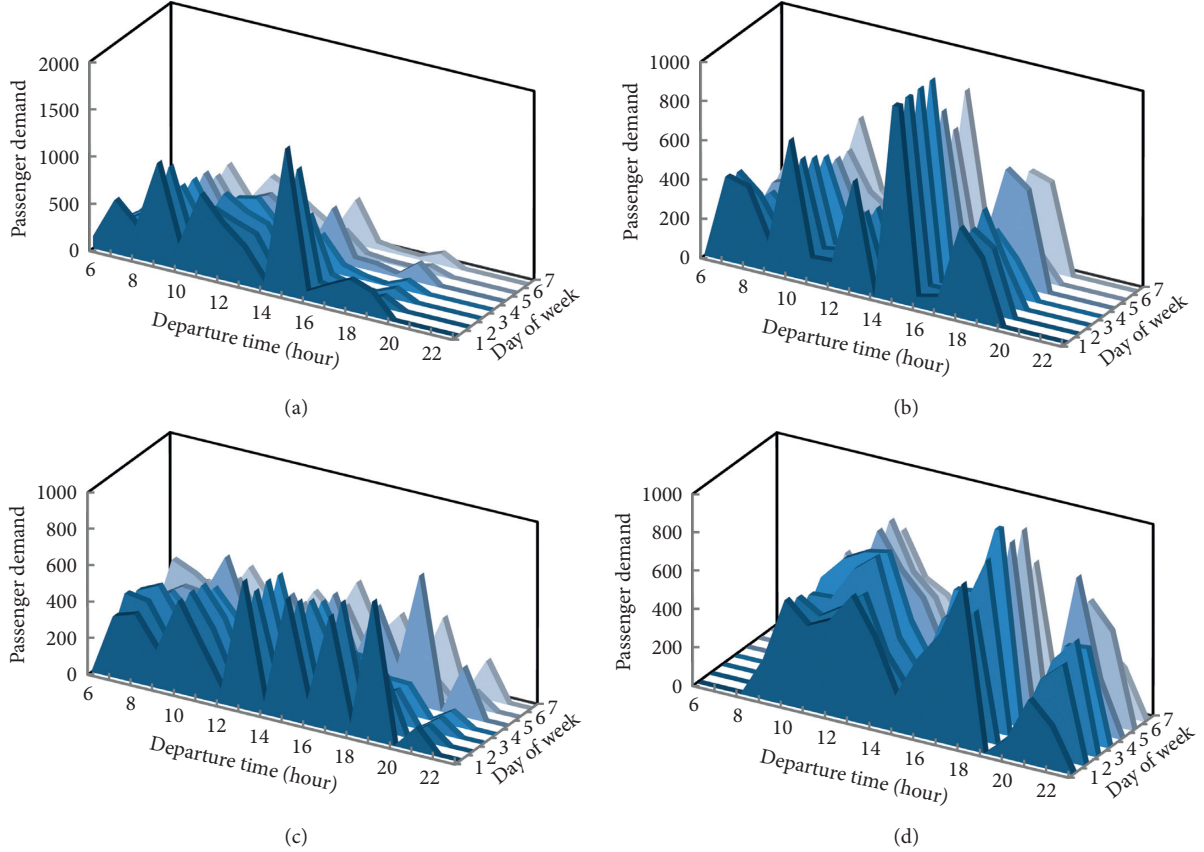 Passenger demand
2000
1500
1000
500
0
6
8
10
12
14
16
18
20
22
Departure time (hour)
1 2 3 4 5 6 7
Day of week
(a)
Passenger demand
1000
800
600
400
200
0
6
8
10
12
14
16
18
20
22
Departure time (hour)
1 2 3 4 5 6 7
Day of week
(b)
Passenger demand
1000
800
600
400
200
0
6
8
10
12
14
16
18
20
22
Departure time (hour)
1 2 3 4 5 6 7
Day of week
(c)
Passenger demand
1000
800
600
400
200
0
6
8
10
12
14
16
18
20
22
Departure time (hour)
1 2 3 4 5 6 7
Day of week
(d)